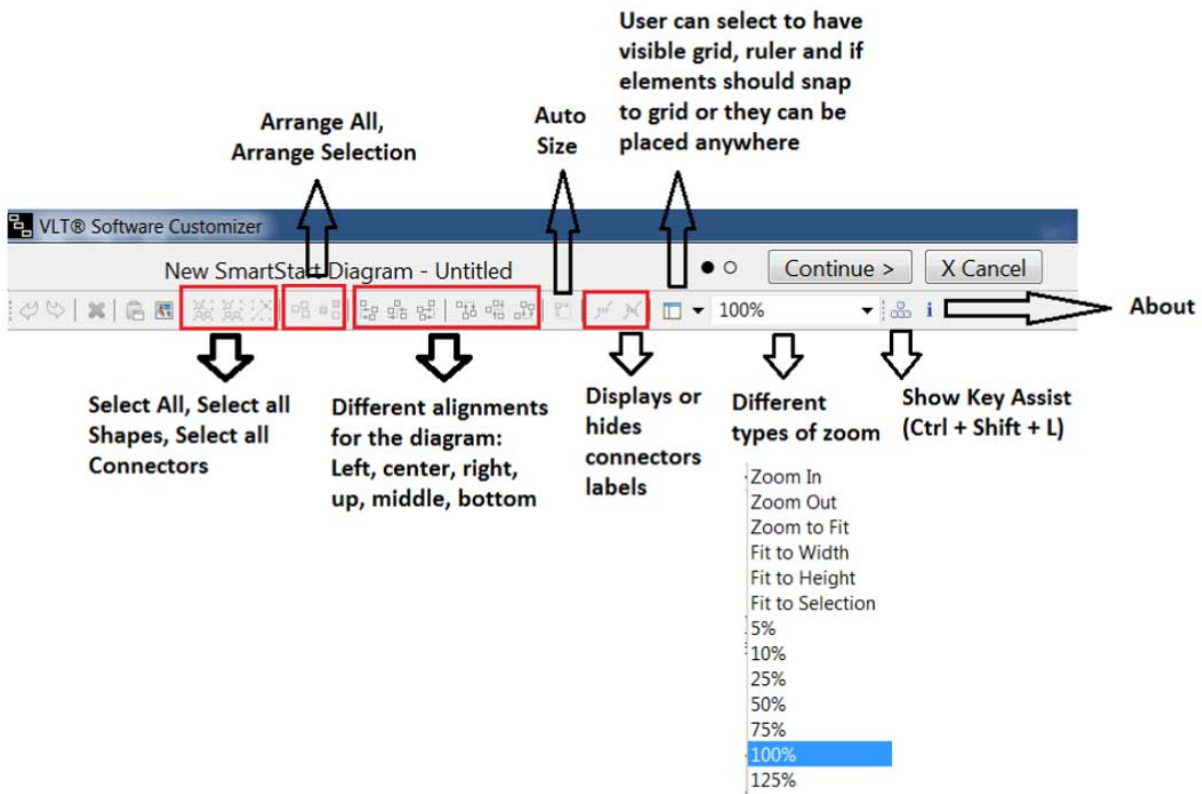 User can select to have
visible grid, ruler and if
elements should snap
to grid or they can be
placed anywhere
Auto
Size
Arrange All,
Arrange Selection
VLT® Software Customizer
New SmartStart Diagram - Untitled
Continue >
X Cancel
100%
About
Select All, Select all
Shapes, Select all
Connectors
Different alignments
for the diagram:
Left, center, right,
up, middle, bottom
Displays or
hides
connectors
labels
Different
types of zoom
Show Key Assist
(Ctrl + Shift + L)
Zoom In
Zoom Out
Zoom to Fit
Fit to Width
Fit to Height
Fit to Selection
5%
10%
25%
50%
75%
100%
125%